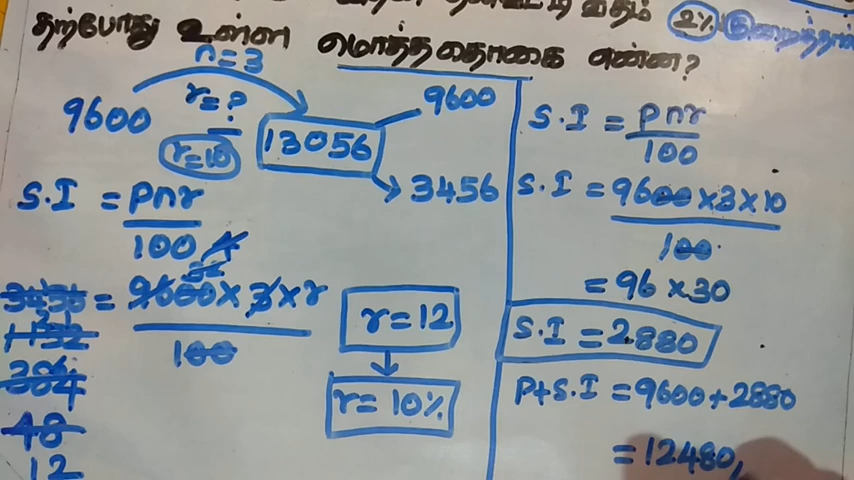 2% குறைத்தால்
தற்போது உள்ள மொத்த தொகை என்ன?
n=3
9600 r=?
r=10
13056
9600
3456
S.I = pnr
100
3456 = 9600 × 3 × r
100
1152
384
48
12
r=12
r=10%
S.I = pnr
100
S.I = 9600×3×10
100
= 96 × 30
S.I = 2880
P+S.I = 9600+2880
= 12480,